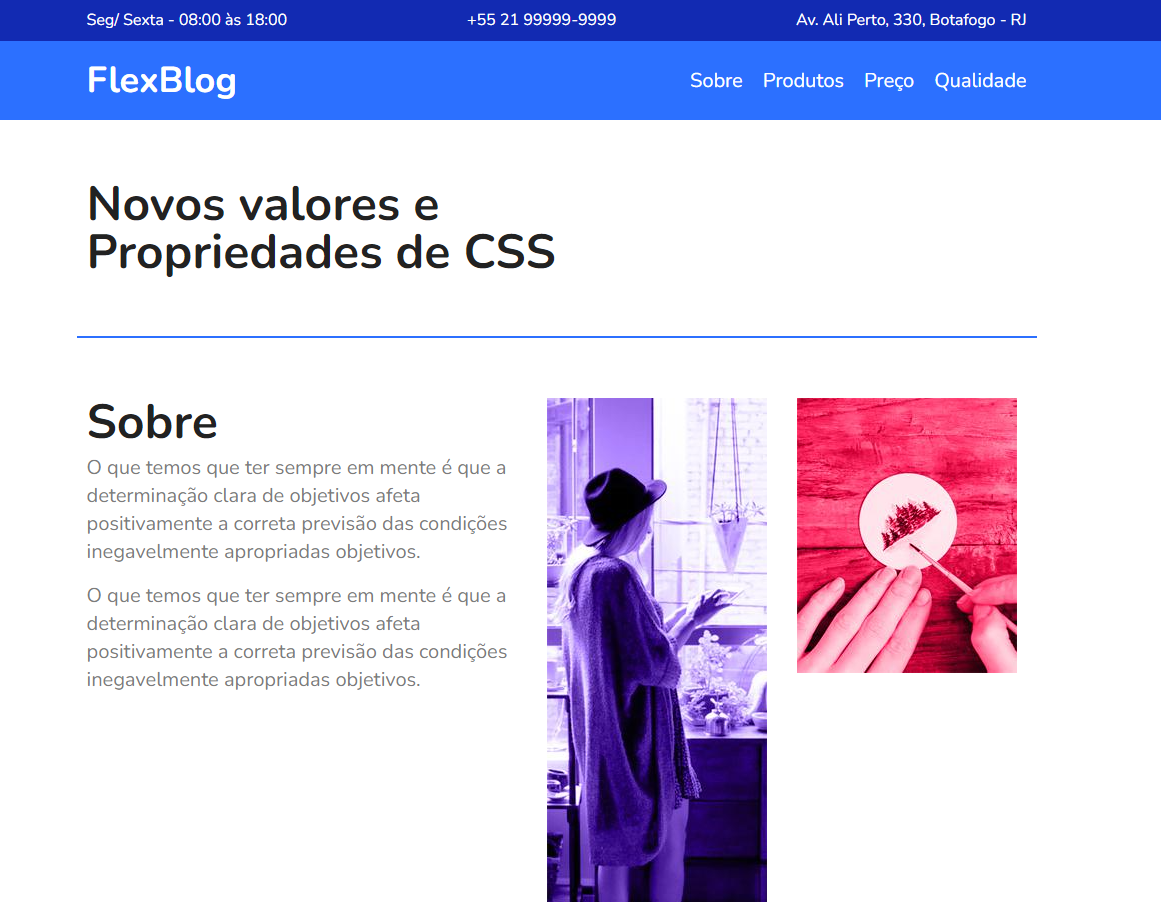 Seg/ Sexta - 08:00 às 18:00
+55 21 99999-9999
Av. Ali Perto, 330, Botafogo - RJ
FlexBlog
Sobre
Produtos
Preço
Qualidade
Novos valores e
Propriedades de CSS
Sobre
O que temos que ter sempre em mente é que a
determinação clara de objetivos afeta
positivamente a correta previsão das condições
inegavelmente apropriadas objetivos.
O que temos que ter sempre em mente é que a
determinação clara de objetivos afeta
positivamente a correta previsão das condições
inegavelmente apropriadas objetivos.